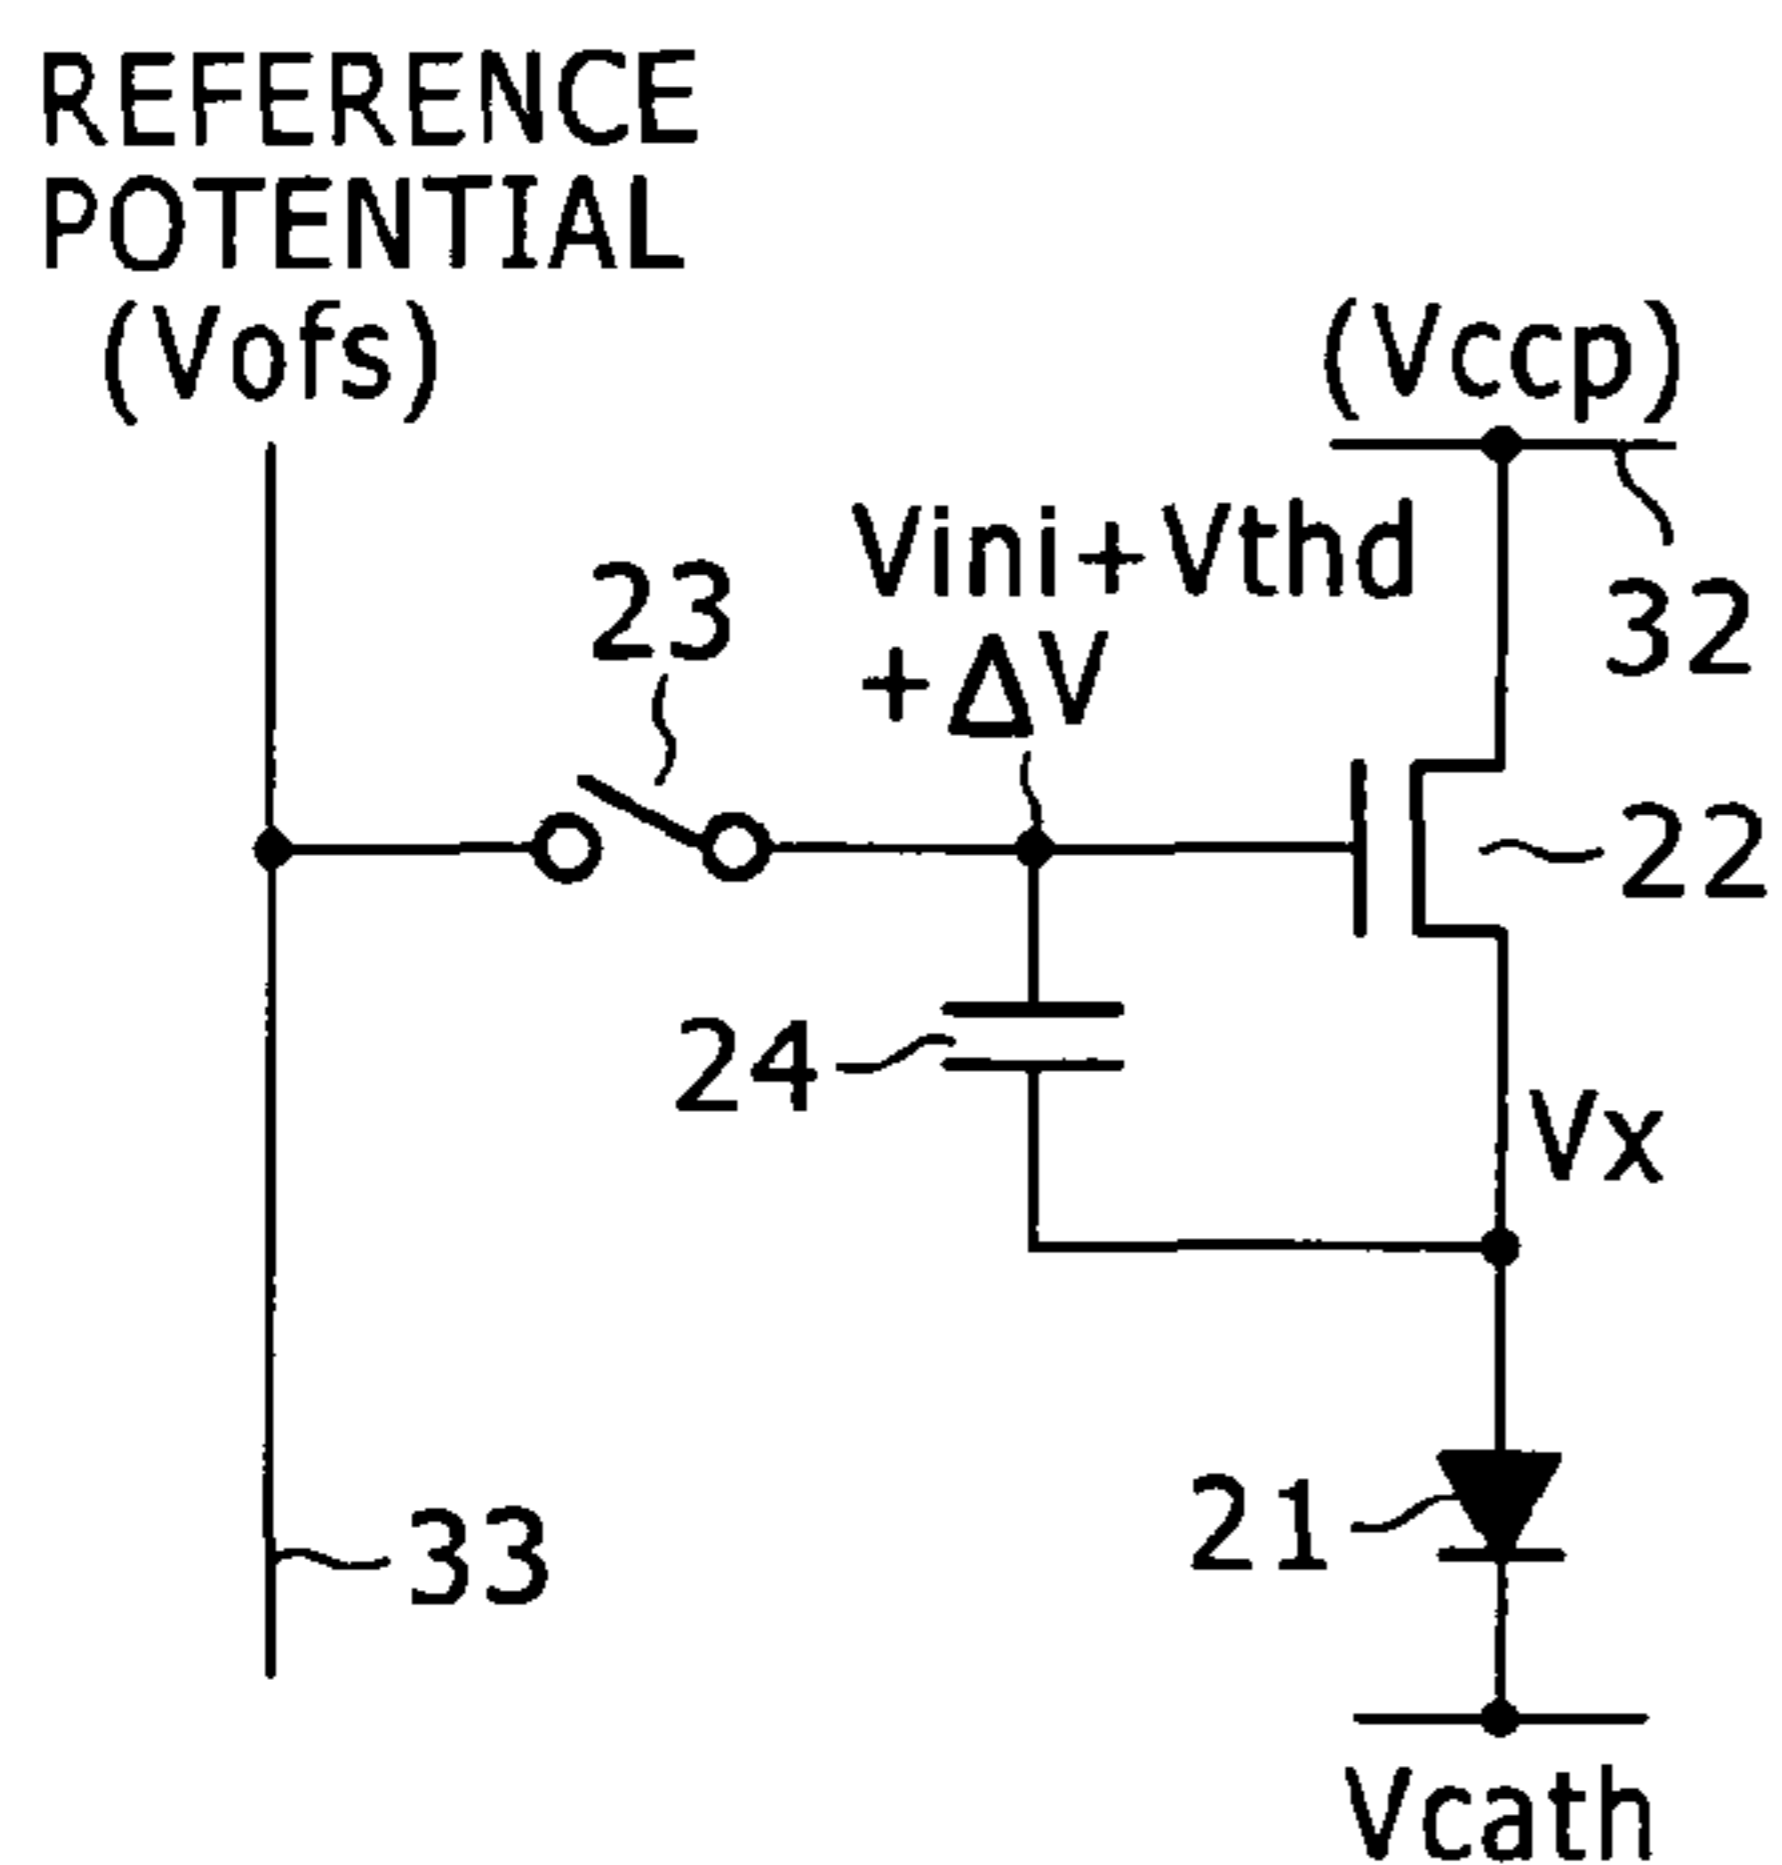 REFERENCE
POTENTIAL
(Vofs)
(Vccp)
Vini+Vthd
+ΔV
23
32
22
24
Vx
21
33
Vcath